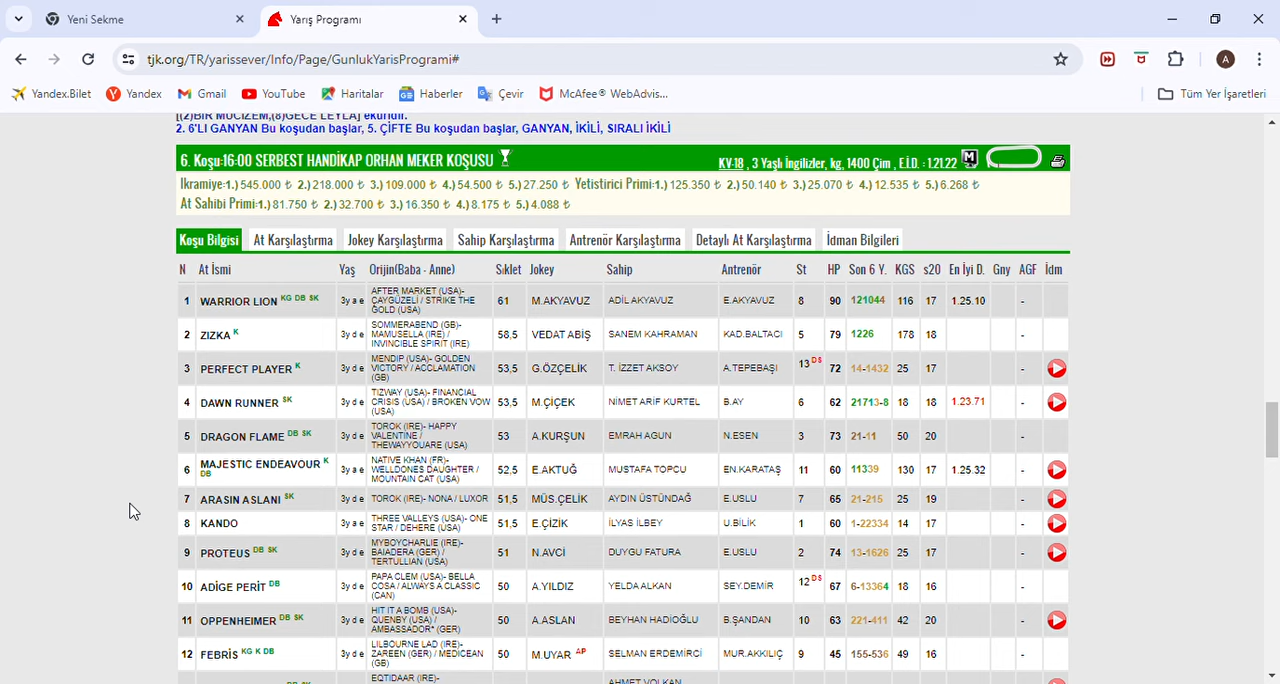 Yeni Sekme
Yarış Programı
tjk.org/TR/yarissever/Info/Page/GunlukYarisProgrami#
A
Yandex.Bilet Yandex Gmail YouTube Haritalar Haberler Çevir McAfee® WebAdvis... Tüm Yer İşaretleri
[(2)BİR MUCİZEM,(8)GECE LEYLA] eküridir.
2. 6'LI GANYAN Bu koşudan başlar, 5. ÇİFTE Bu koşudan başlar, GANYAN, İKİLİ, SIRALI İKİLİ
6. Koşu:16:00 SERBEST HANDİKAP ORHAN MEKER KOŞUSU KV-18 , 3 Yaşlı İngilizler, kg, 1400 Çim , E.İ.D. : 1.21.22
İkramiye:1.) 545.000 ₺ 2.) 218.000 ₺ 3.) 109.000 ₺ 4.) 54.500 ₺ 5.) 27.250 ₺ Yetistirici Primi:1.) 125.350 ₺ 2.) 50.140 ₺ 3.) 25.070 ₺ 4.) 12.535 ₺ 5.) 6.268 ₺
At Sahibi Primi:1.) 81.750 ₺ 2.) 32.700 ₺ 3.) 16.350 ₺ 4.) 8.175 ₺ 5.) 4.088 ₺
Koşu Bilgisi At Karşılaştırma Jokey Karşılaştırma Sahip Karşılaştırma Antrenör Karşılaştırma Detaylı At Karşılaştırma İdman Bilgileri
N At İsmi Yaş Orijin(Baba - Anne) Sıklet Jokey Sahip Antrenör St HP Son 6 Y. KGS s20 En İyi D. Gny AGF İdm
1 WARRIOR LION KG DB SK 3y a e AFTER MARKET (USA)- ÇAYGÜZELİ / STRIKE THE GOLD (USA) 61 M.AKYAVUZ ADİL AKYAVUZ E.AKYAVUZ 8 90 121044 116 17 1.25.10 -
2 ZIZKA K 3y d e SOMMERABEND (GB)- MAMUSELLA (IRE) / INVINCIBLE SPIRIT (IRE) 58,5 VEDAT ABİŞ SANEM KAHRAMAN KAD.BALTACI 5 79 1226 178 18 -
3 PERFECT PLAYER K 3y d e MENDIP (USA)- GOLDEN VICTORY / ACCLAMATION (GB) 53,5 G.ÖZÇELİK T. İZZET AKSOY A.TEPEBAŞI 13 DS 72 14-1432 25 17 -
4 DAWN RUNNER SK 3y d e TIZWAY (USA)- FINANCIAL CRISIS (USA) / BROKEN VOW (USA) 53,5 M.ÇİÇEK NİMET ARİF KURTEL B.AY 6 62 21713-8 18 18 1.23.71 -
5 DRAGON FLAME DB SK 3y d e TOROK (IRE)- HAPPY VALENTINE / THEWAYYOUARE (USA) 53 A.KURŞUN EMRAH AGUN N.ESEN 3 73 21-11 50 20 -
6 MAJESTIC ENDEAVOUR K DB 3y a e NATIVE KHAN (FR)- WELLDONES DAUGHTER / MOUNTAIN CAT (USA) 52,5 E.AKTUĞ MUSTAFA TOPCU EN.KARATAŞ 11 60 11339 130 17 1.25.32 -
7 ARASIN ASLANI SK 3y d e TOROK (IRE)- NONA / LUXOR 51,5 MÜS.ÇELİK AYDIN ÜSTÜNDAĞ E.USLU 7 65 21-215 25 19 -
8 KANDO 3y a e THREE VALLEYS (USA)- ONE STAR / DEHERE (USA) 51,5 E.ÇİZİK İLYAS İLBEY U.BİLİK 1 60 1-22334 14 17 -
9 PROTEUS DB SK 3y d e MYBOYCHARLIE (IRE)- BAIADERA (GER) / TERTULLIAN (USA) 51 N.AVCİ DUYGU FATURA E.USLU 2 74 13-1626 25 17 -
10 ADİGE PERİT DB 3y d e PAPA CLEM (USA)- BELLA COSA / ALWAYS A CLASSIC (CAN) 50 A.YILDIZ YELDA ALKAN SEY.DEMİR 12 DS 67 6-13364 18 16 -
11 OPPENHEIMER DB SK 3y d e HIT IT A BOMB (USA)- QUENBY (USA) / AMBASSADOR* (GER) 50 A.ASLAN BEYHAN HADİOĞLU B.ŞANDAN 10 63 221-411 42 20 -
12 FEBRİS KG K DB 3y d e LILBOURNE LAD (IRE)- ZAREEN (GER) / MEDICEAN (GB) 50 M.UYAR AP SELMAN ERDEMİRCİ MUR.AKKILIÇ 9 45 155-536 49 16 -
DB SK EQTIDAAR (IRE)- AHMET VOLKAN